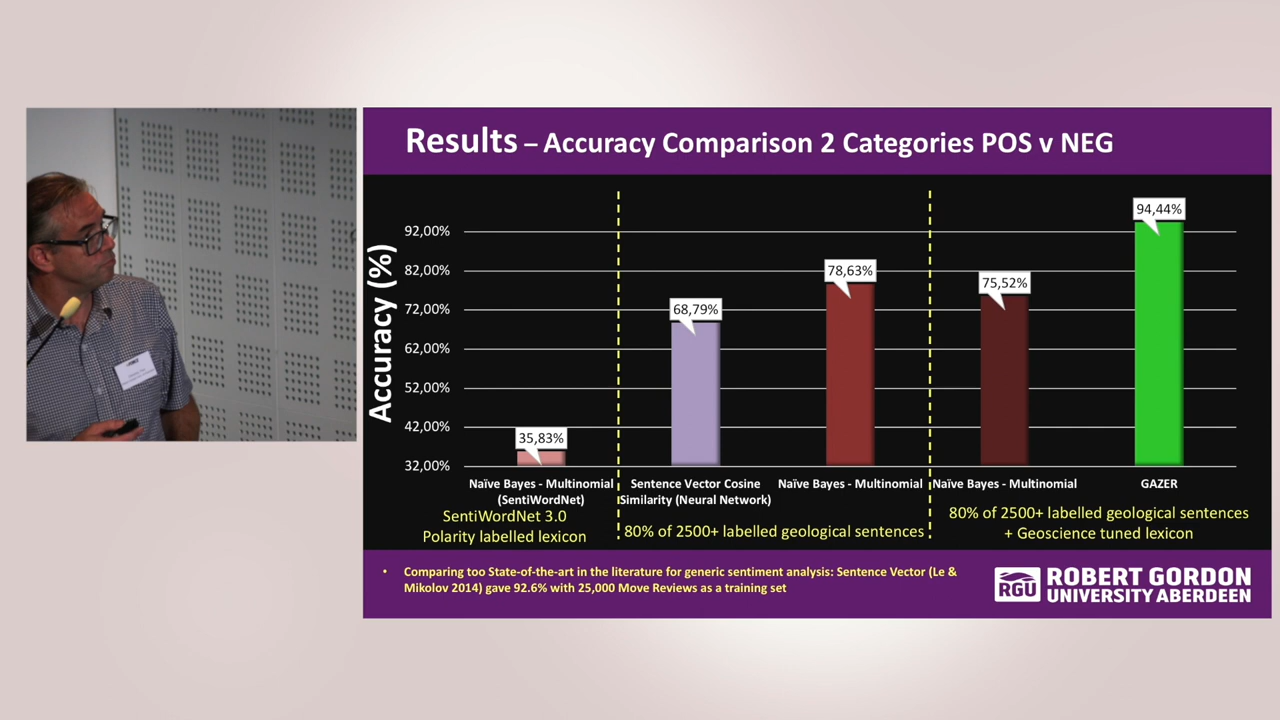 Results – Accuracy Comparison 2 Categories POS v NEG
Accuracy (%)
92,00%
82,00%
72,00%
62,00%
52,00%
42,00%
32,00%
35,83%
68,79%
78,63%
75,52%
94,44%
Naïve Bayes - Multinomial
(SentiWordNet)
Sentence Vector Cosine
Similarity (Neural Network)
Naïve Bayes - Multinomial
Naïve Bayes - Multinomial
GAZER
SentiWordNet 3.0
Polarity labelled lexicon
80% of 2500+ labelled geological sentences
80% of 2500+ labelled geological sentences
+ Geoscience tuned lexicon
• Comparing too State-of-the-art in the literature for generic sentiment analysis: Sentence Vector (Le &
Mikolov 2014) gave 92.6% with 25,000 Move Reviews as a training set
RGU
ROBERT GORDON
UNIVERSITY ABERDEEN